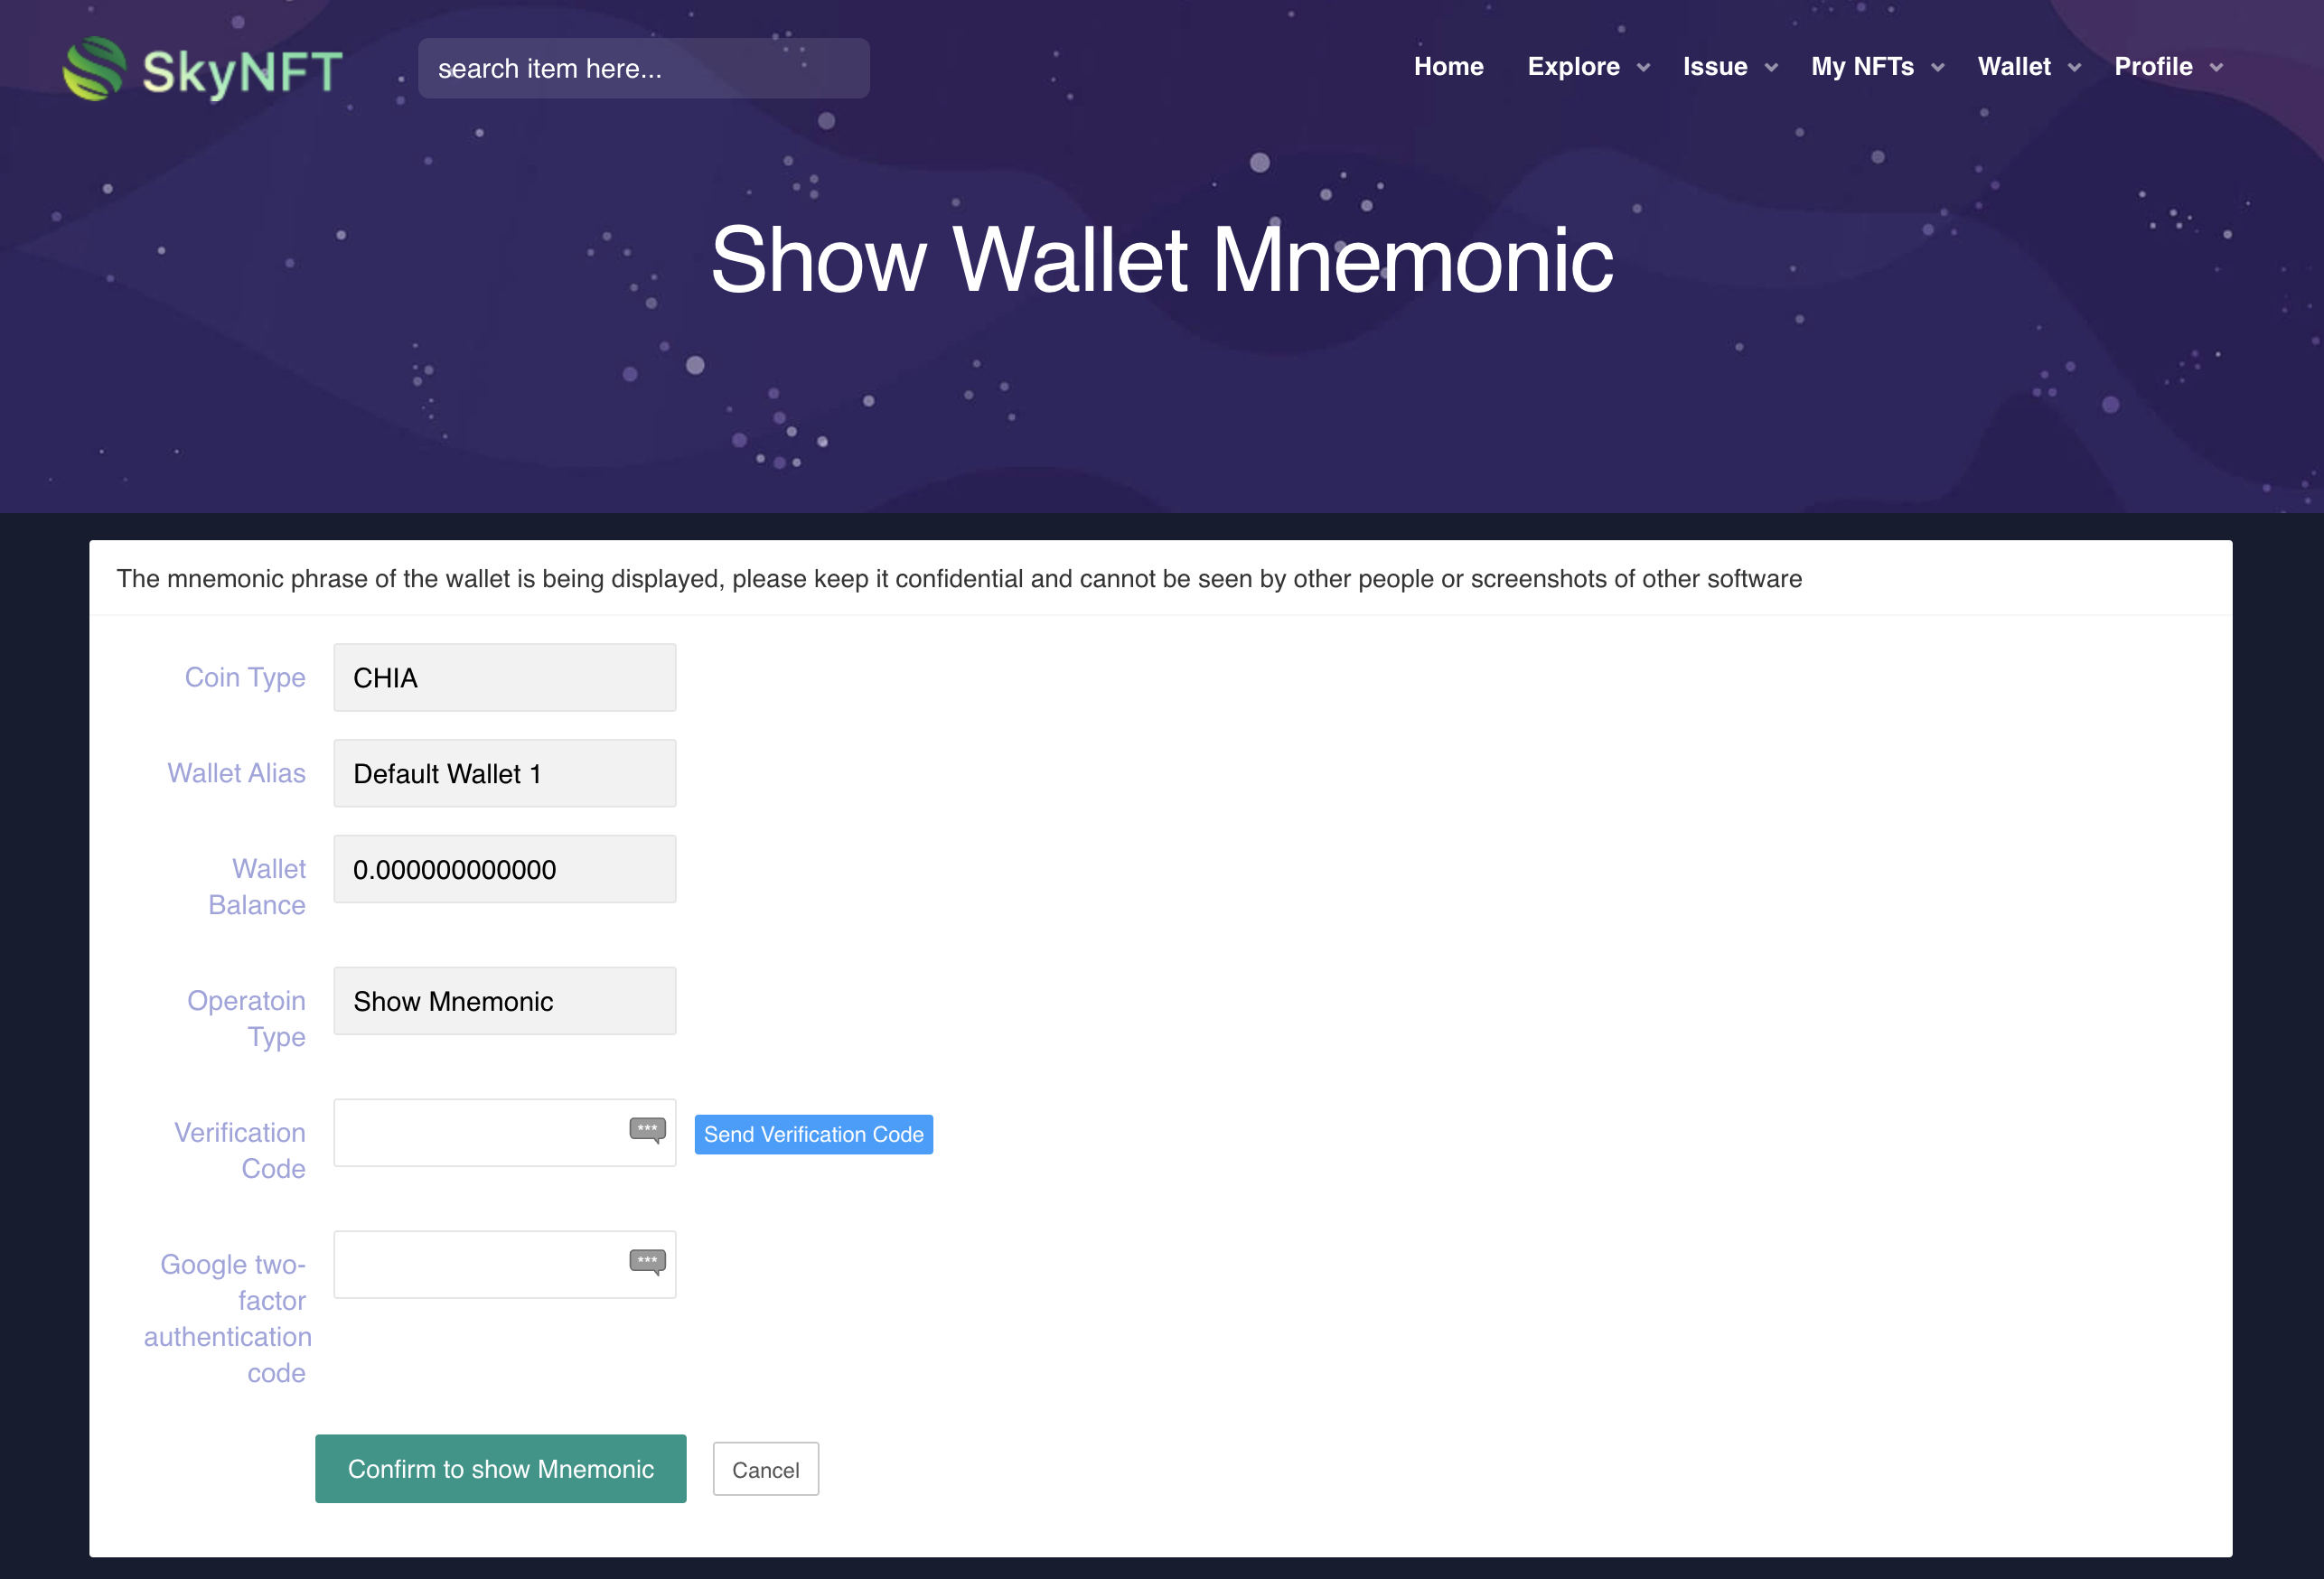 SkyNFT
search item here...
Home Explore Issue My NFTs Wallet Profile
Show Wallet Mnemonic
The mnemonic phrase of the wallet is being displayed, please keep it confidential and cannot be seen by other people or screenshots of other software
Coin Type CHIA
Wallet Alias Default Wallet 1
Wallet
Balance
0.000000000000
Operatoin
Type
Show Mnemonic
Verification
Code
***
Send Verification Code
Google two-
factor
authentication
code
***
Confirm to show Mnemonic Cancel